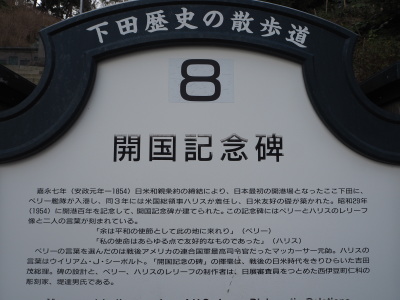 下田歴史の散歩道
8
開国記念碑
嘉永七年(安政元年ー1854)日米和親条約の締結により、日本最初の開港場となったここ下田に、
ペリー艦隊が入港し、同3年には米国総領事ハリスが着任し、日米友好の礎が築かれた。昭和29年
(1954)に開港百年を記念して、開国記念碑が建てられた。この記念碑にはペリーとハリスのレリーフ
像と二人の言葉が刻まれている。
「余は平和の使節として此の地に来れり」(ペリー)
「私の使命はあらゆる点で友好的なものであった」(ハリス)
ペリーの言葉を選んだのは戦後アメリカの連合国軍最高司令官だったマッカーサー元帥。ハリスの
言葉はウイリアム・J・シーボルト。「開国記念の碑」の揮毫は、戦後の日米時代をきりひらいた吉田
茂総理。碑の設計と、ペリー、ハリスのレリーフの制作者は、日展審査員をつとめた西伊豆町仁科の
彫刻家、堤達男氏である。